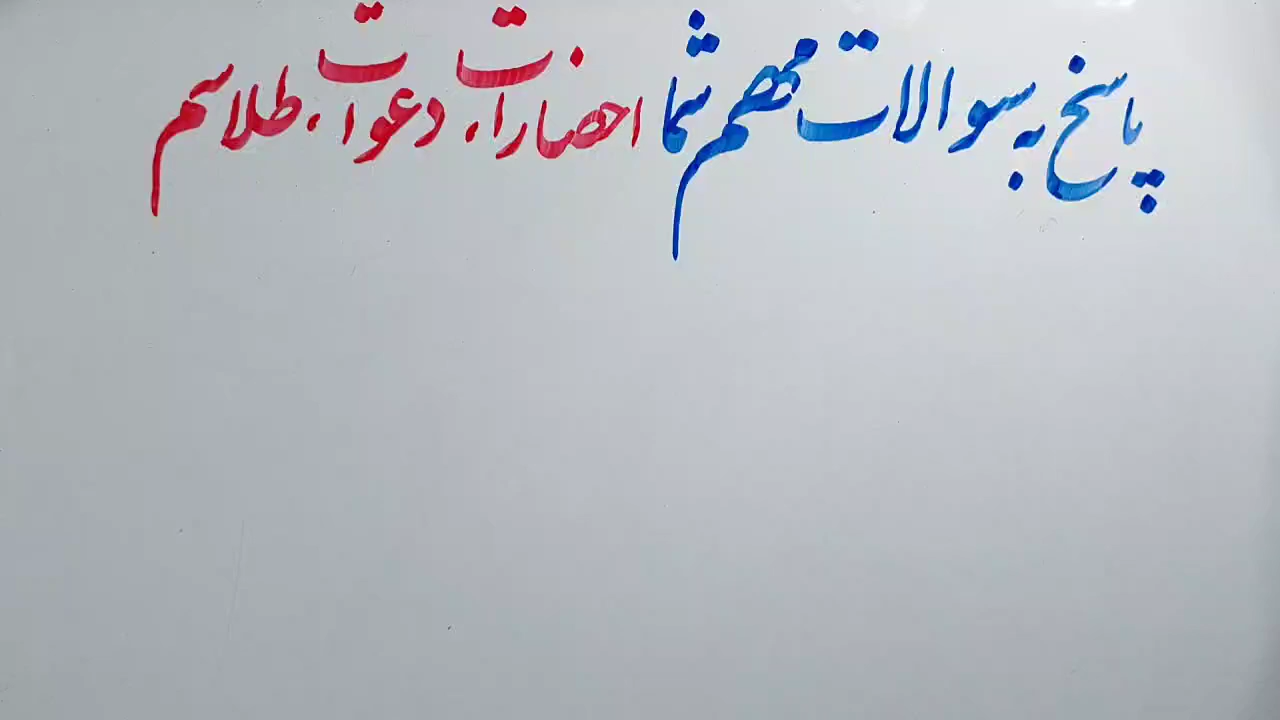 پاسخ به سوالات مهم شما احضارات، دعوات، طلاسم